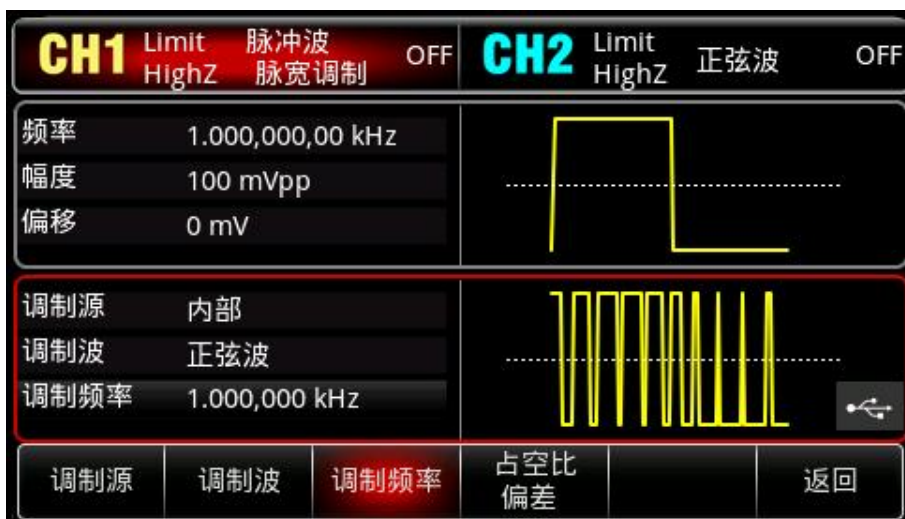 CH1 Limit 脉冲波 OFF CH2 Limit 正弦波 OFF
HighZ 脉宽调制 HighZ
频率 1.000,000,00 kHz
幅度 100 mVpp
偏移 0 mV
调制源 内部
调制波 正弦波
调制频率 1.000,000 kHz
调制源 调制波 调制频率 占空比 返回
偏差